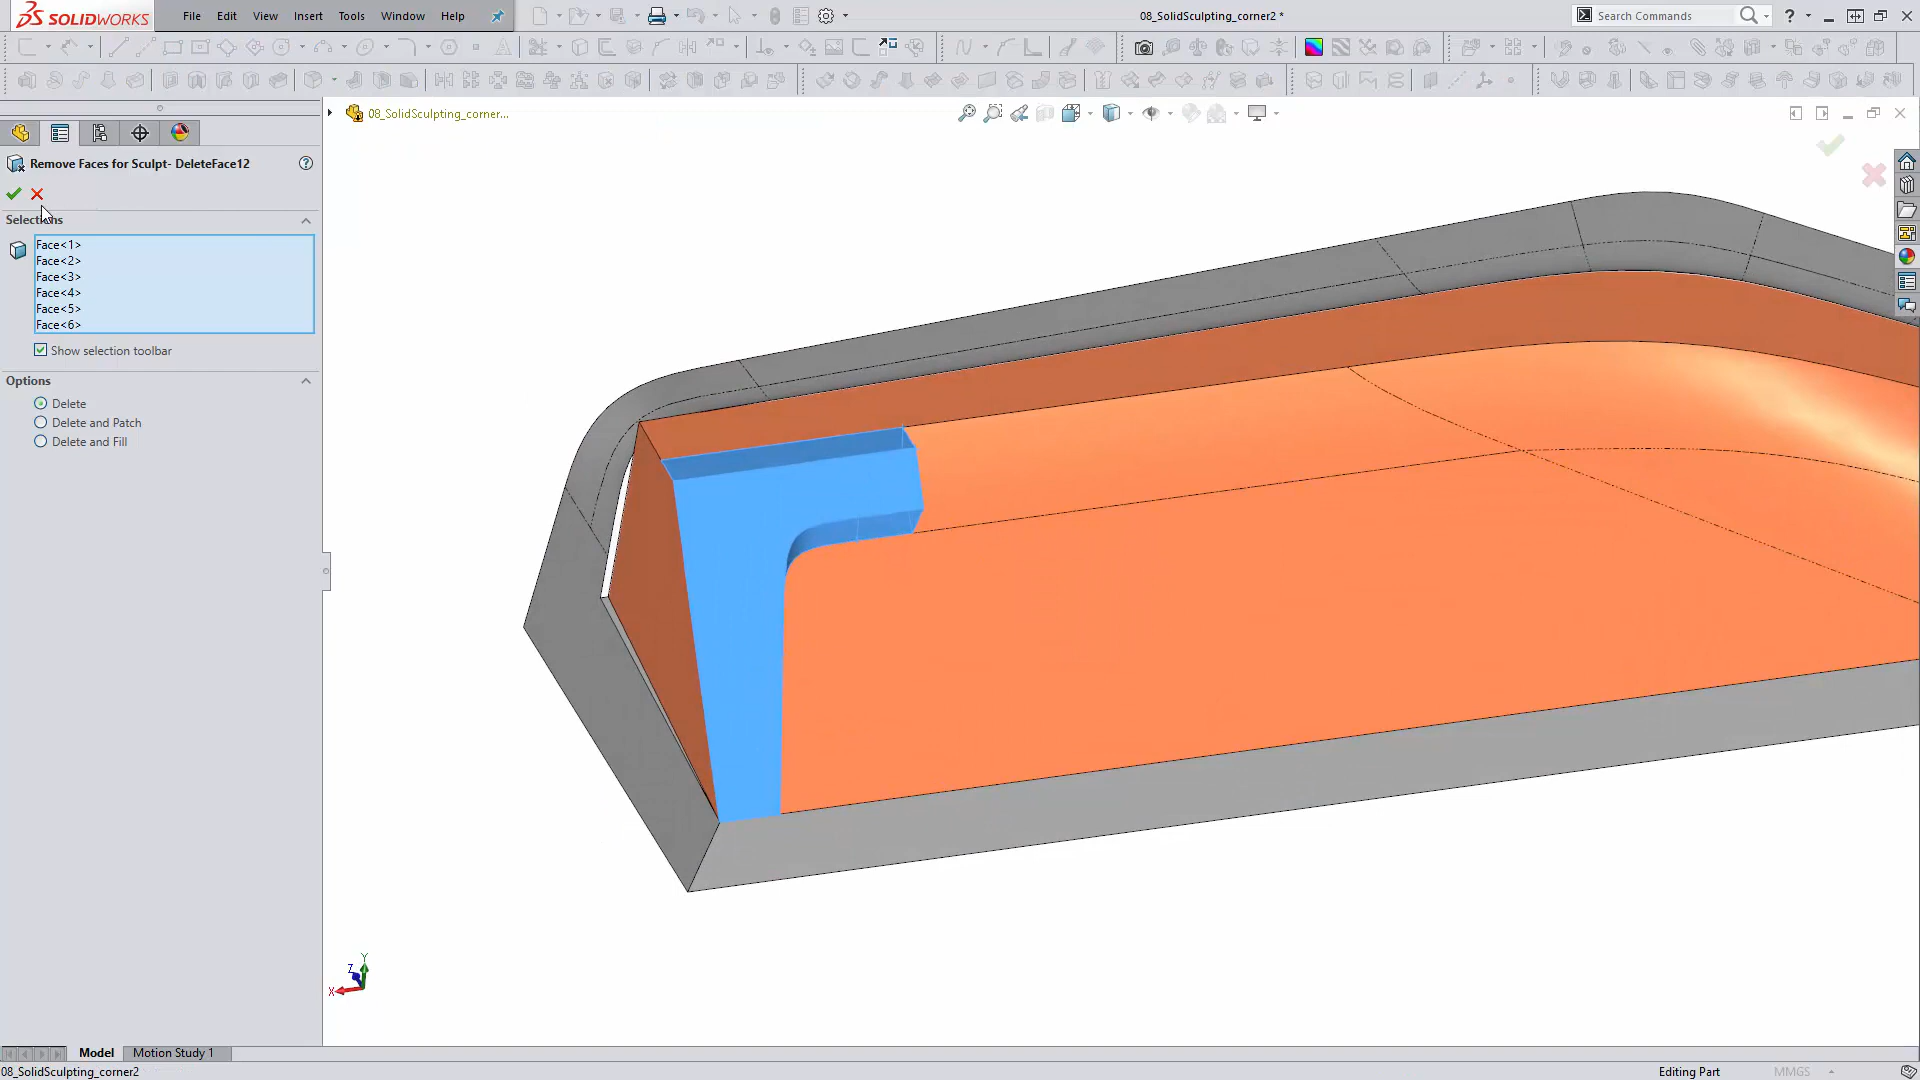 SOLIDWORKS
File Edit View Insert Tools Window Help
08_SolidSculpting_corner2 *
Search Commands
08_SolidSculpting_corner...
Remove Faces for Sculpt- DeleteFace12
Selections
Face<1>
Face<2>
Face<3>
Face<4>
Face<5>
Face<6>
Show selection toolbar
Options
Delete
Delete and Patch
Delete and Fill
Y
Z
X
Model Motion Study 1
08_SolidSculpting_corner2 Editing Part MMGS